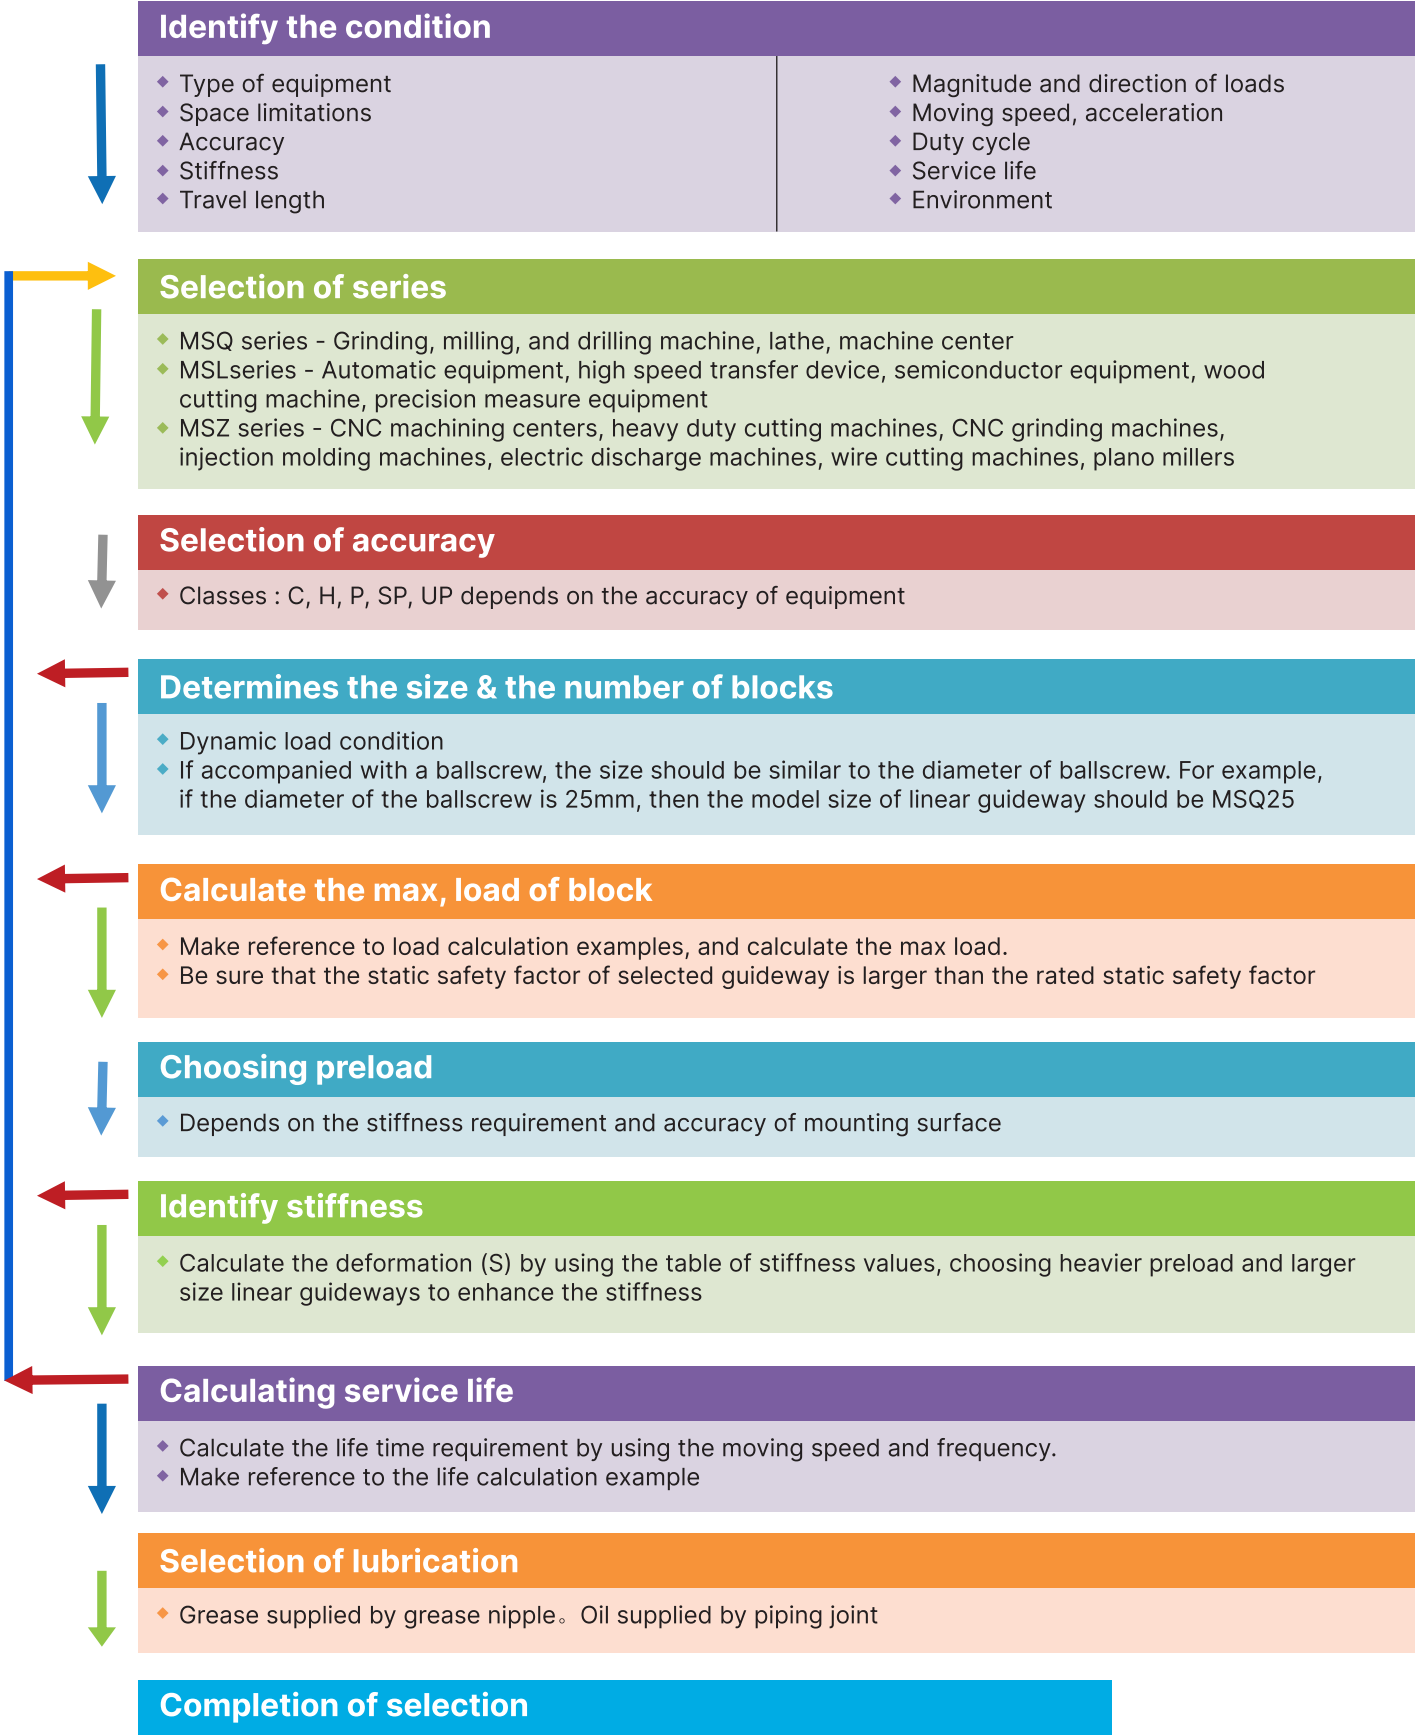 Identify the condition
Type of equipment
Space limitations
Accuracy
Stiffness
Travel length
Magnitude and direction of loads
Moving speed, acceleration
Duty cycle
Service life
Environment
Selection of series
MSQ series - Grinding, milling, and drilling machine, lathe, machine center
MSLseries - Automatic equipment, high speed transfer device, semiconductor equipment, wood
cutting machine, precision measure equipment
MSZ series - CNC machining centers, heavy duty cutting machines, CNC grinding machines,
injection molding machines, electric discharge machines, wire cutting machines, plano millers
Selection of accuracy
Classes : C, H, P, SP, UP depends on the accuracy of equipment
Determines the size & the number of blocks
Dynamic load condition
If accompanied with a ballscrew, the size should be similar to the diameter of ballscrew. For example,
if the diameter of the ballscrew is 25mm, then the model size of linear guideway should be MSQ25
Calculate the max, load of block
Make reference to load calculation examples, and calculate the max load.
Be sure that the static safety factor of selected guideway is larger than the rated static safety factor
Choosing preload
Depends on the stiffness requirement and accuracy of mounting surface
Identify stiffness
Calculate the deformation (S) by using the table of stiffness values, choosing heavier preload and larger
size linear guideways to enhance the stiffness
Calculating service life
Calculate the life time requirement by using the moving speed and frequency.
Make reference to the life calculation example
Selection of lubrication
Grease supplied by grease nipple。Oil supplied by piping joint
Completion of selection